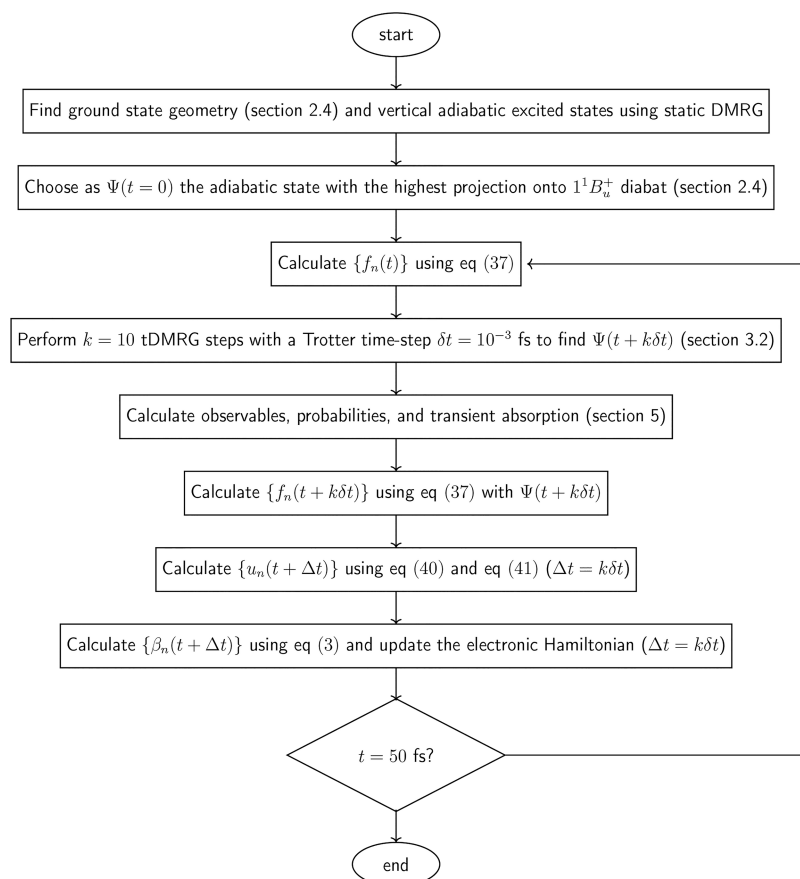 start
Find ground state geometry (section 2.4) and vertical adiabatic excited states using static DMRG
Choose as Ψ(t = 0) the adiabatic state with the highest projection onto 1¹Bᵤ⁺ diabat (section 2.4)
Calculate {fₙ(t)} using eq (37)
Perform k = 10 tDMRG steps with a Trotter time-step δt = 10⁻³ fs to find Ψ(t + kδt) (section 3.2)
Calculate observables, probabilities, and transient absorption (section 5)
Calculate {fₙ(t + kδt)} using eq (37) with Ψ(t + kδt)
Calculate {uₙ(t + Δt)} using eq (40) and eq (41) (Δt = kδt)
Calculate {βₙ(t + Δt)} using eq (3) and update the electronic Hamiltonian (Δt = kδt)
t = 50 fs?
end